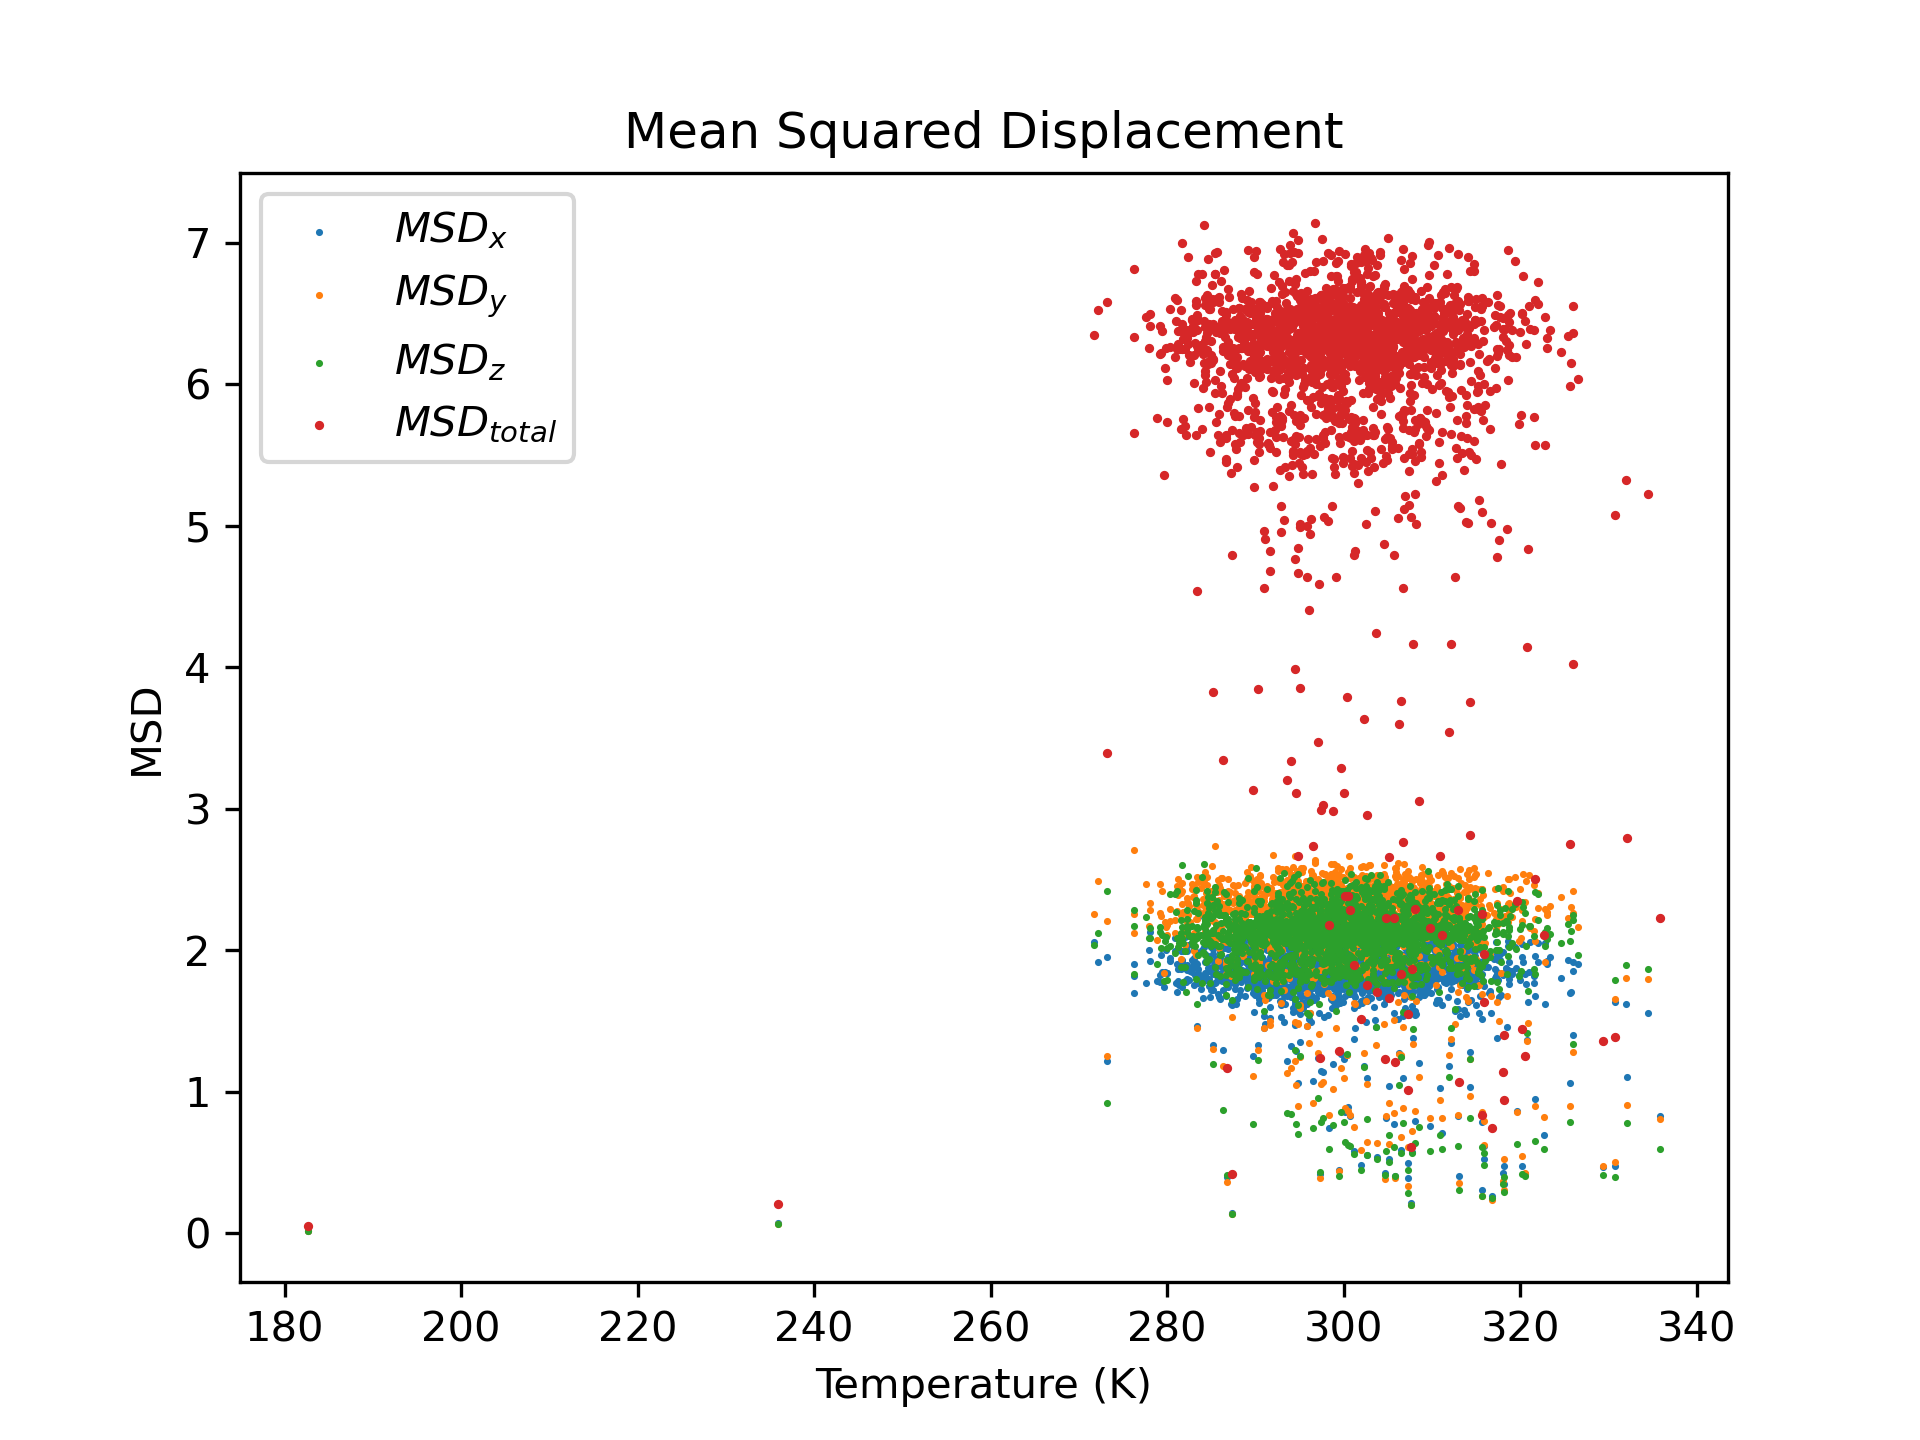 Mean Squared Displacement
MSD_x
MSD_y
MSD_z
MSD_total
7
6
5
4
3
2
1
0
MSD
180 200 220 240 260 280 300 320 340
Temperature (K)